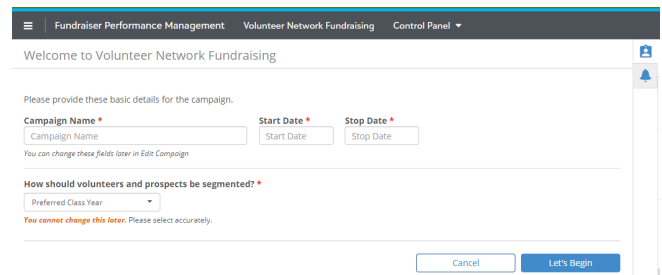 Fundraiser Performance Management Volunteer Network Fundraising Control Panel
Welcome to Volunteer Network Fundraising
Please provide these basic details for the campaign.
Campaign Name * Start Date * Stop Date *
Campaign Name Start Date Stop Date
You can change these fields later in Edit Campaign
How should volunteers and prospects be segmented? *
Preferred Class Year
You cannot change this later. Please select accurately.
Cancel Let's Begin